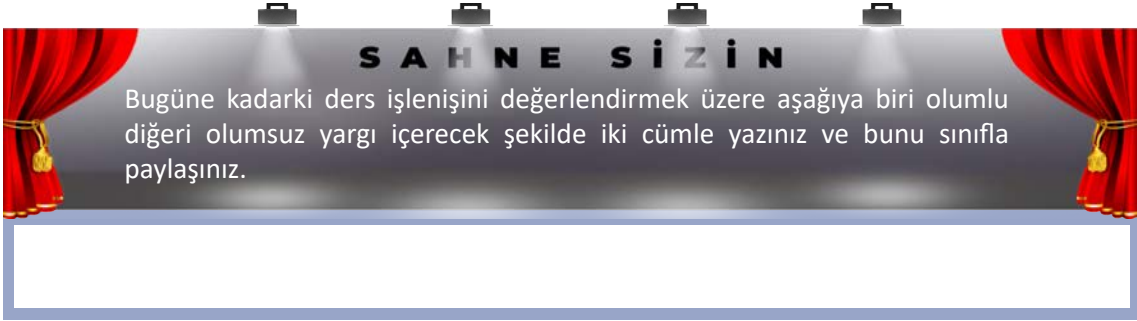 SAHNE SİZİN
Bugüne kadarki ders işlenişini değerlendirmek üzere aşağıya biri olumlu
diğeri olumsuz yargı içerecek şekilde iki cümle yazınız ve bunu sınıfla
paylaşınız.